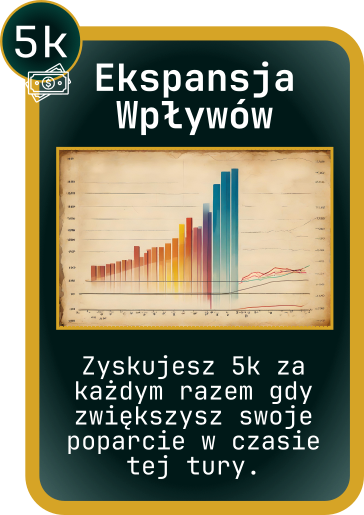 5k
Ekspansja
Wpływów
Zyskujesz 5k za
każdym razem gdy
zwiększysz swoje
poparcie w czasie
tej tury.